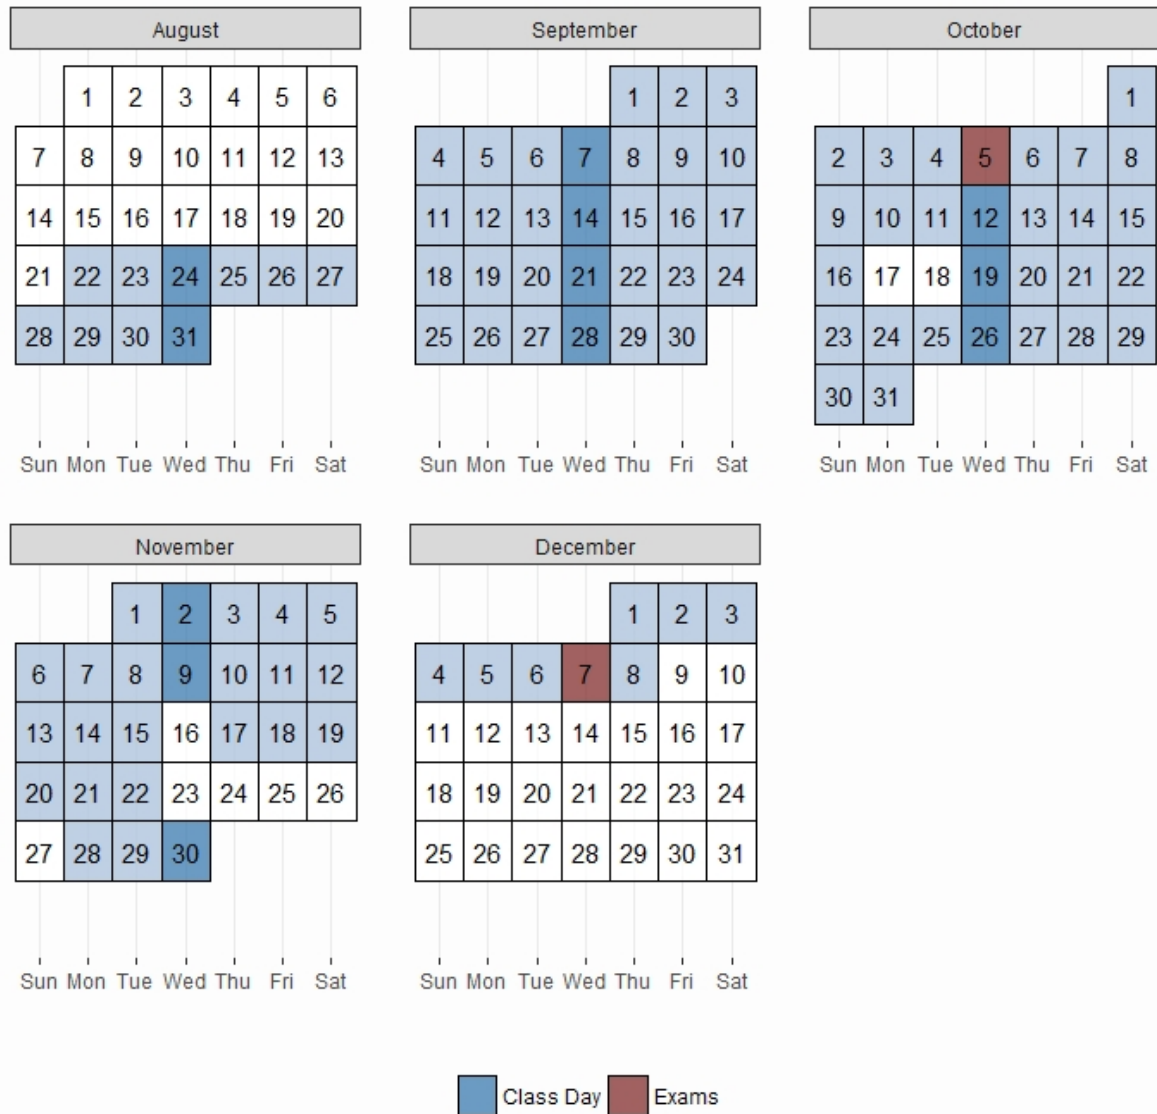 August
1 2 3 4 5 6
7 8 9 10 11 12 13
14 15 16 17 18 19 20
21 22 23 24 25 26 27
28 29 30 31
Sun Mon Tue Wed Thu Fri Sat
September
1 2 3
4 5 6 7 8 9 10
11 12 13 14 15 16 17
18 19 20 21 22 23 24
25 26 27 28 29 30
Sun Mon Tue Wed Thu Fri Sat
October
1
2 3 4 5 6 7 8
9 10 11 12 13 14 15
16 17 18 19 20 21 22
23 24 25 26 27 28 29
30 31
Sun Mon Tue Wed Thu Fri Sat
November
1 2 3 4 5
6 7 8 9 10 11 12
13 14 15 16 17 18 19
20 21 22 23 24 25 26
27 28 29 30
Sun Mon Tue Wed Thu Fri Sat
December
1 2 3
4 5 6 7 8 9 10
11 12 13 14 15 16 17
18 19 20 21 22 23 24
25 26 27 28 29 30 31
Sun Mon Tue Wed Thu Fri Sat
Class Day Exams